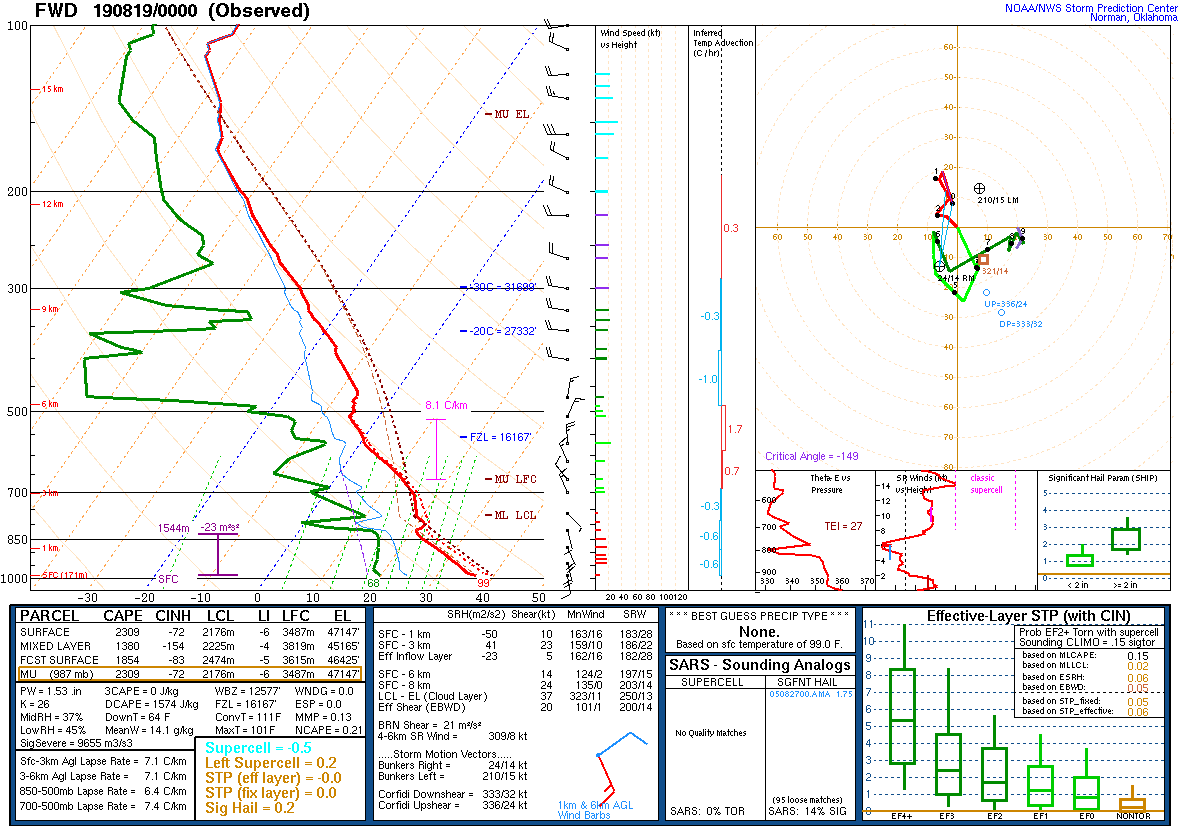 FWD 190819/0000 (Observed)
NOAA/NWS Storm Prediction Center
Norman, Oklahoma
100
200
300
500
700
850
1000
15 km
12 km
9 km
6 km
3 km
1 km
SFC (171m)
MU EL
-30C = 31699'
-20C = 27332'
8.1 C/km
FZL = 16167'
MU LFC
ML LCL
1544m -23 m²s²
SFC
68 99
-30 -20 -10 0 10 20 30 40 50
Wind Speed (kt)
vs Height
20 40 60 80 100 120
Inferred
Temp Advection
(C / hr)
0.3
-0.3
-1.0
1.7
0.7
-0.3
-0.6
-0.6
60 50 40 30 20 10 10 20 30 40 50 60 70
60
50
40
30
20
10
20
30
40
50
60
70
80
210/15 LM
24/14 RM
321/14
UP=336/24
DP=333/32
Critical Angle = -149
Theta-E vs
Pressure
600
700
800
900
TEI = 27
330 340 350 360 370
SR Winds (kt)
vs Height
classic
supercell
14
12
10
8
6
4
2
Significant Hail Param (SHIP)
5
4
3
2
1
0
< 2 in >= 2 in
PARCEL CAPE CINH LCL LI LFC EL
SURFACE 2309 -72 2176m -6 3487m 47147'
MIXED LAYER 1380 -154 2225m -4 3819m 45165'
FCST SURFACE 1854 -83 2474m -5 3615m 46425'
MU (987 mb) 2309 -72 2176m -6 3487m 47147'
PW = 1.53 .in 3CAPE = 0 J/kg WBZ = 12577' WNDG = 0.0
K = 26 DCAPE = 1574 J/kg FZL = 16167' ESP = 0.0
MidRH = 37% DownT = 64 F ConvT = 111F MMP = 0.13
LowRH = 45% MeanW = 14.1 g/kg MaxT = 101F NCAPE = 0.21
SigSevere = 9655 m3/s3
Sfc-3km Agl Lapse Rate = 7.1 C/km
3-6km Agl Lapse Rate = 7.1 C/km
850-500mb Lapse Rate = 6.4 C/km
700-500mb Lapse Rate = 7.4 C/km
Supercell = -0.5
Left Supercell = 0.2
STP (eff layer) = -0.0
STP (fix layer) = 0.0
Sig Hail = 0.2
SRH(m2/s2) Shear(kt) MnWind SRW
SFC - 1 km -50 10 163/16 183/28
SFC - 3 km 41 23 159/10 186/22
Eff Inflow Layer -23 5 162/16 182/28
SFC - 6 km 14 124/2 197/15
SFC - 8 km 24 135/0 203/14
LCL - EL (Cloud Layer) 37 323/11 250/13
Eff Shear (EBWD) 20 101/1 200/14
BRN Shear = 21 m²/s²
4-6km SR Wind = 309/8 kt
.....Storm Motion Vectors.....
Bunkers Right = 24/14 kt
Bunkers Left = 210/15 kt
Corfidi Downshear = 333/32 kt
Corfidi Upshear = 336/24 kt
1km & 6km AGL
Wind Barbs
* * * BEST GUESS PRECIP TYPE * * *
None.
Based on sfc temperature of 99.0 F.
SARS - Sounding Analogs
SUPERCELL SGFNT HAIL
05082700.AMA 1.75
No Quality Matches
(95 loose matches)
SARS: 0% TOR SARS: 14% SIG
Effective-Layer STP (with CIN)
Prob EF2+ Torn with supercell
Sounding CLIMO = .15 sigtor
based on MLCAPE: 0.15
based on MLLCL: 0.02
based on ESRH: 0.06
based on EBWD: 0.05
based on STP_fixed: 0.05
based on STP_effective: 0.06
11
10
9
8
7
6
5
4
3
2
1
0
EF4+ EF3 EF2 EF1 EF0 NONTOR